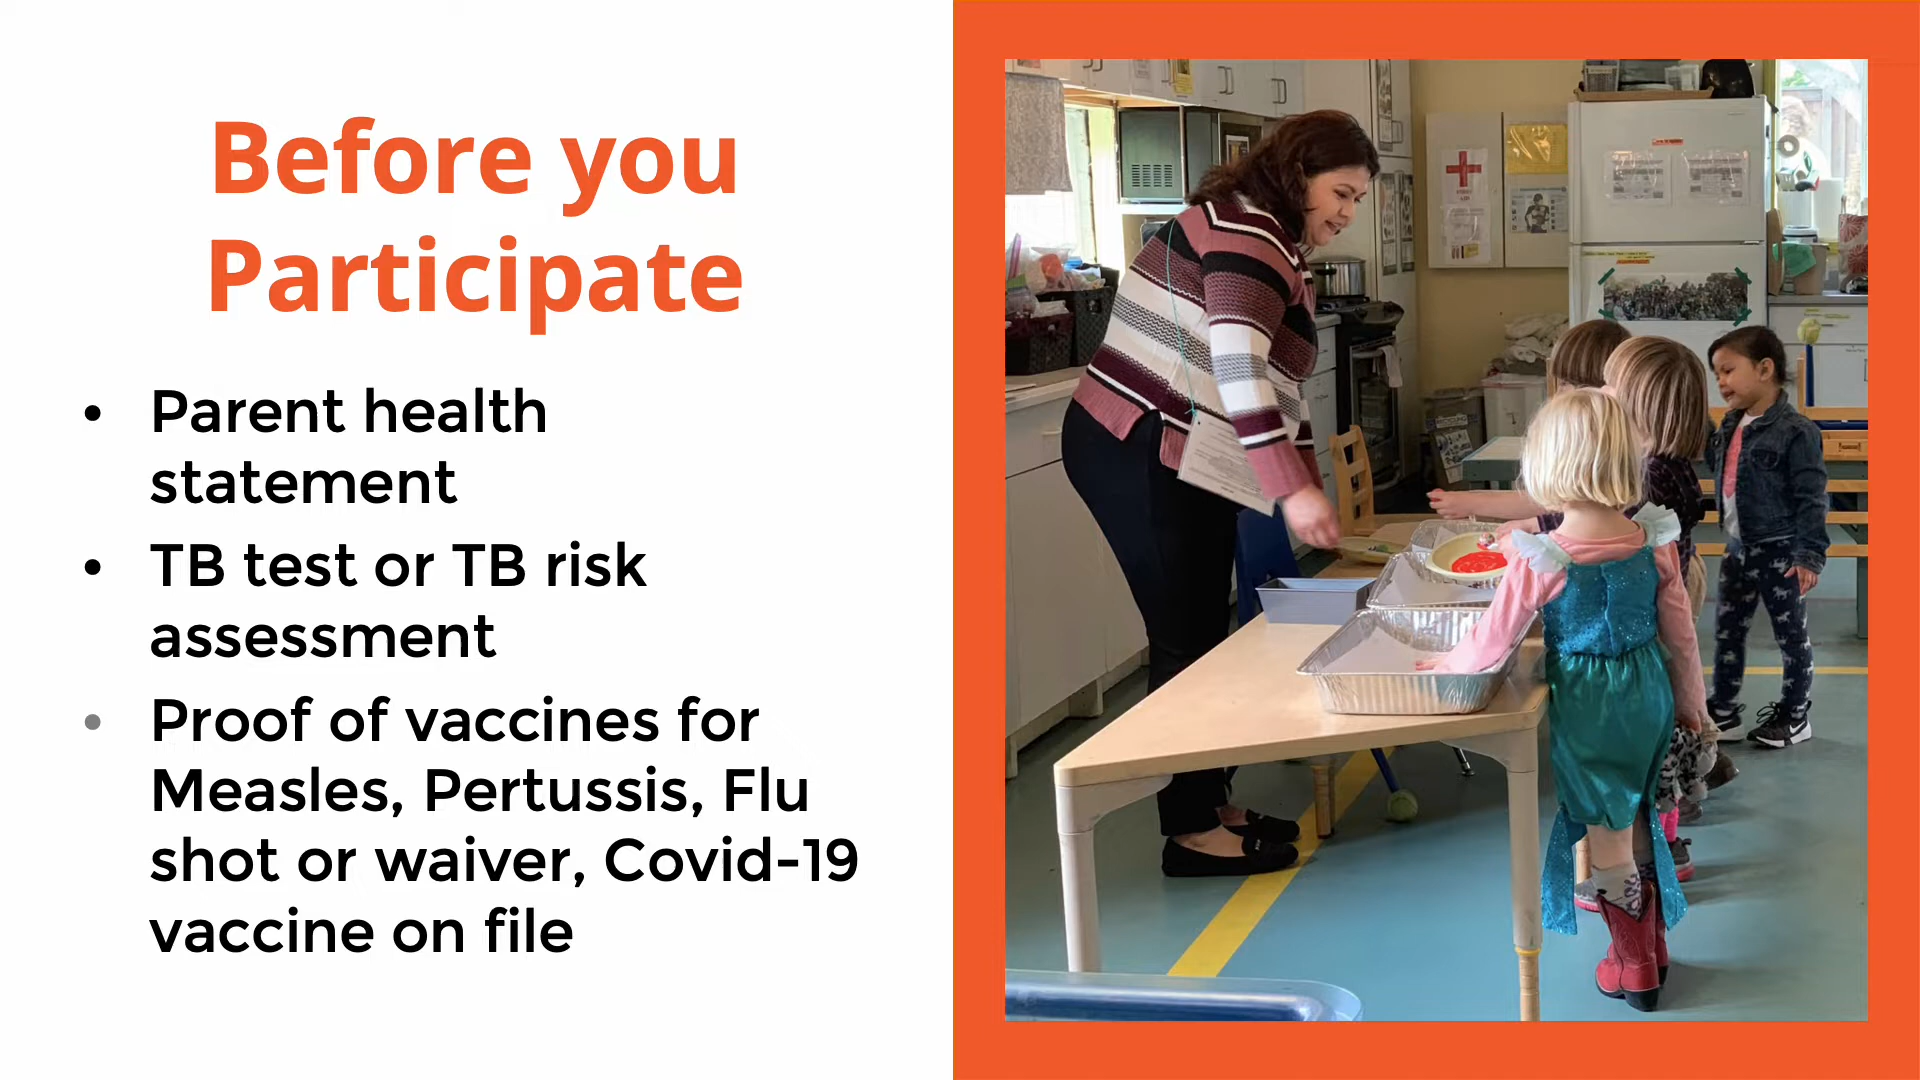 Before you
Participate
• Parent health
statement
• TB test or TB risk
assessment
• Proof of vaccines for
Measles, Pertussis, Flu
shot or waiver, Covid-19
vaccine on file